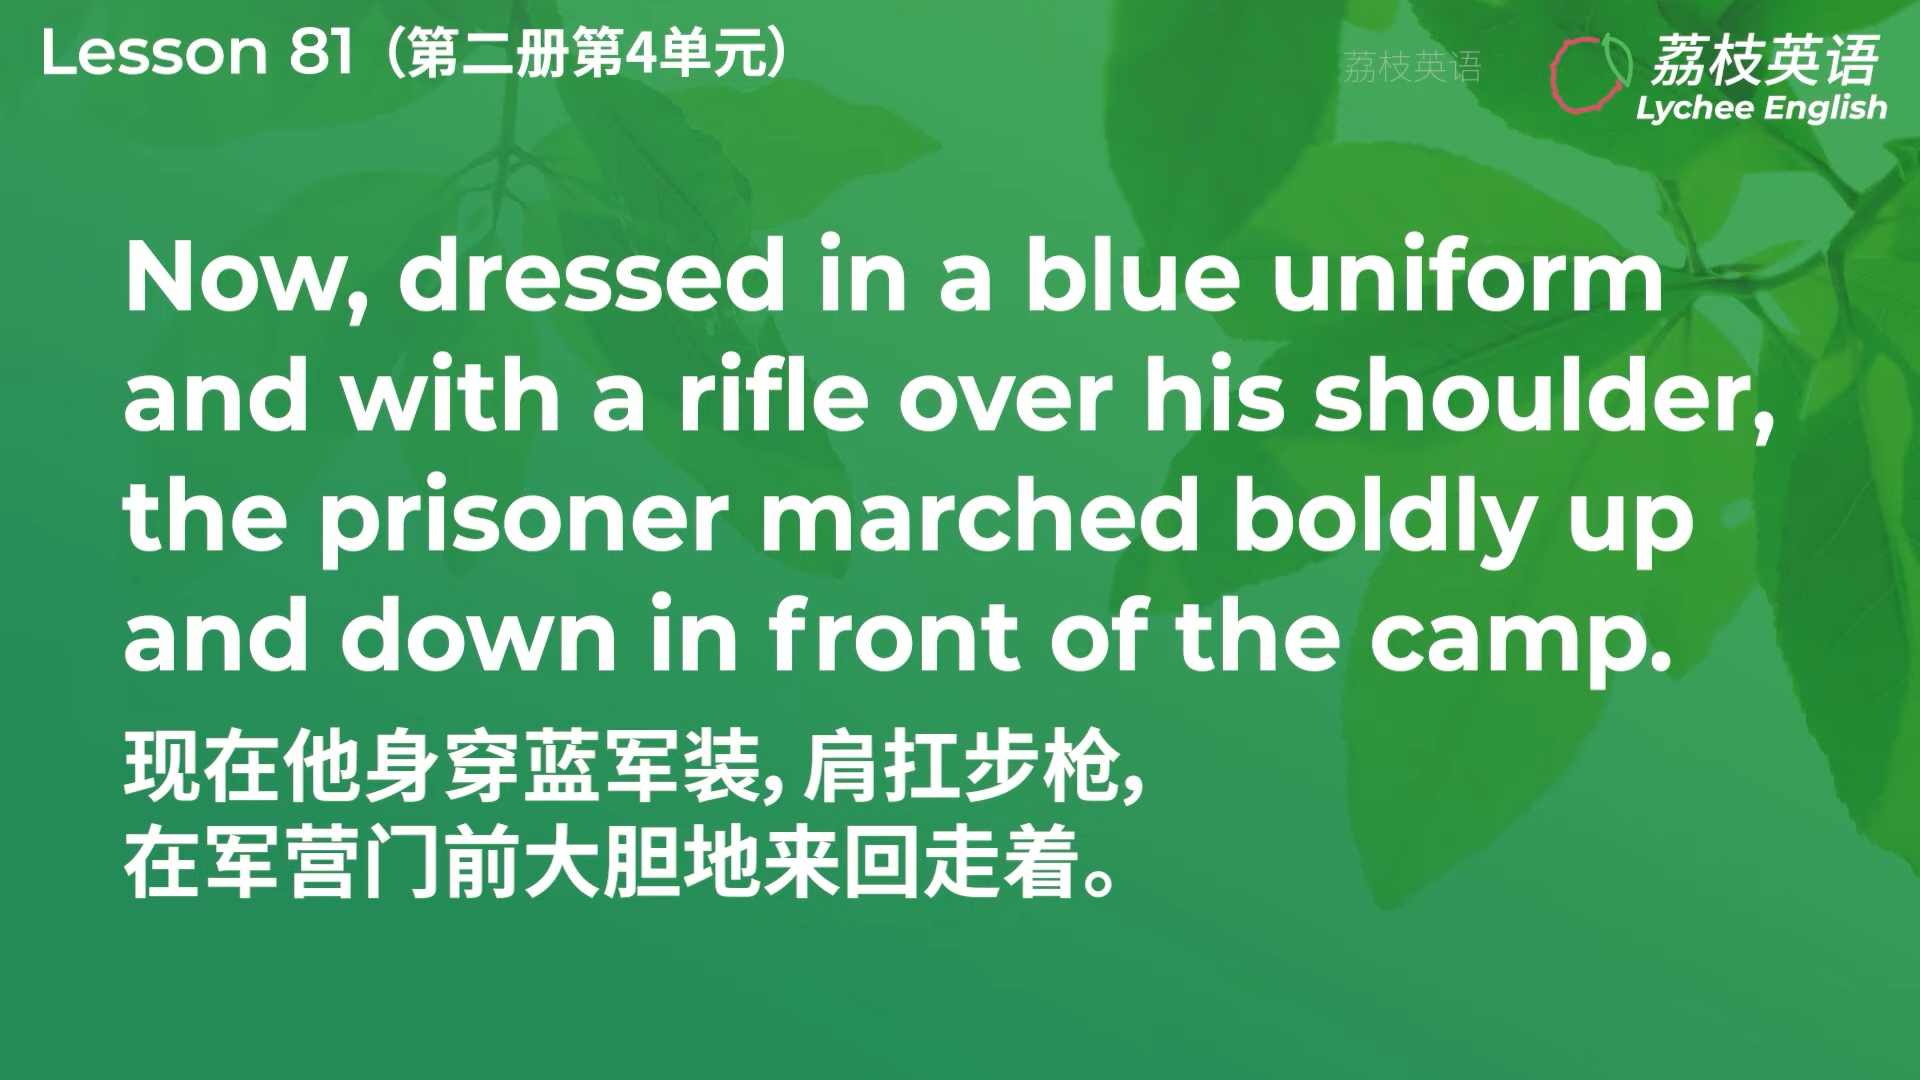 Lesson 81（第二册第4单元）
荔枝英语
荔枝英语
Lychee English
Now, dressed in a blue uniform
and with a rifle over his shoulder,
the prisoner marched boldly up
and down in front of the camp.
现在他身穿蓝军装, 肩扛步枪,
在军营门前大胆地来回走着。